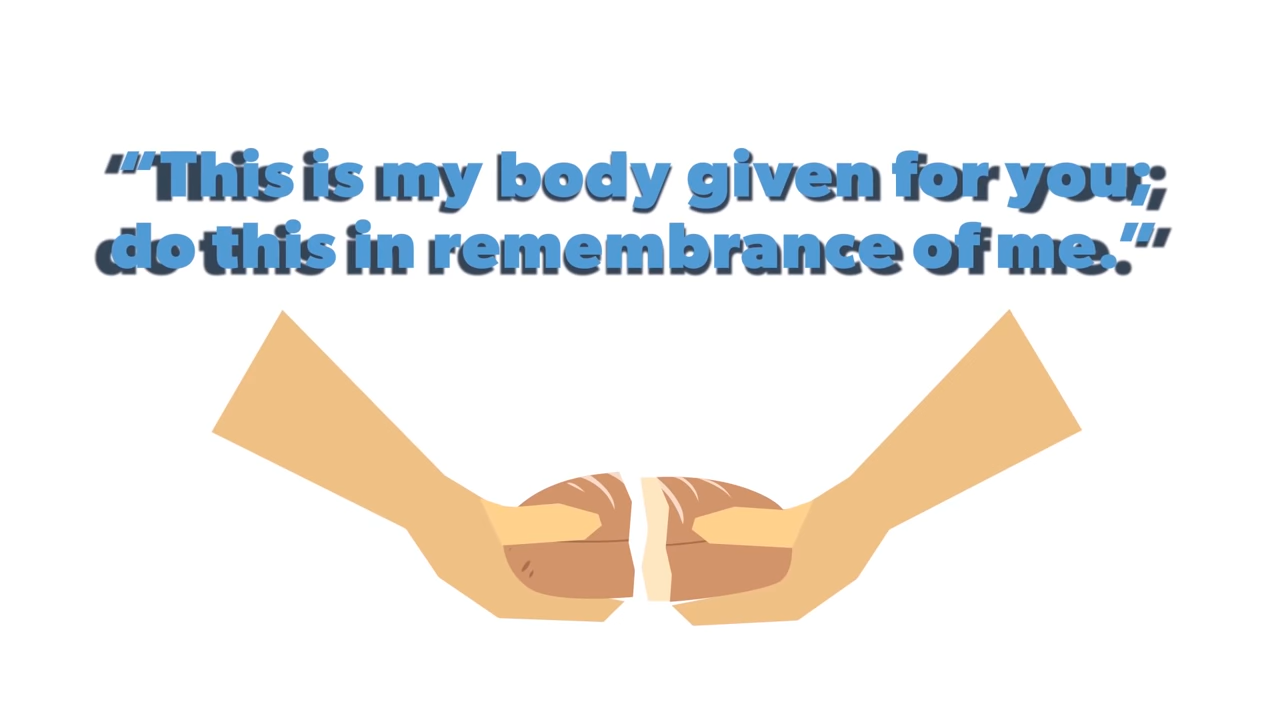 “This is my body given for you;
do this in remembrance of me.”